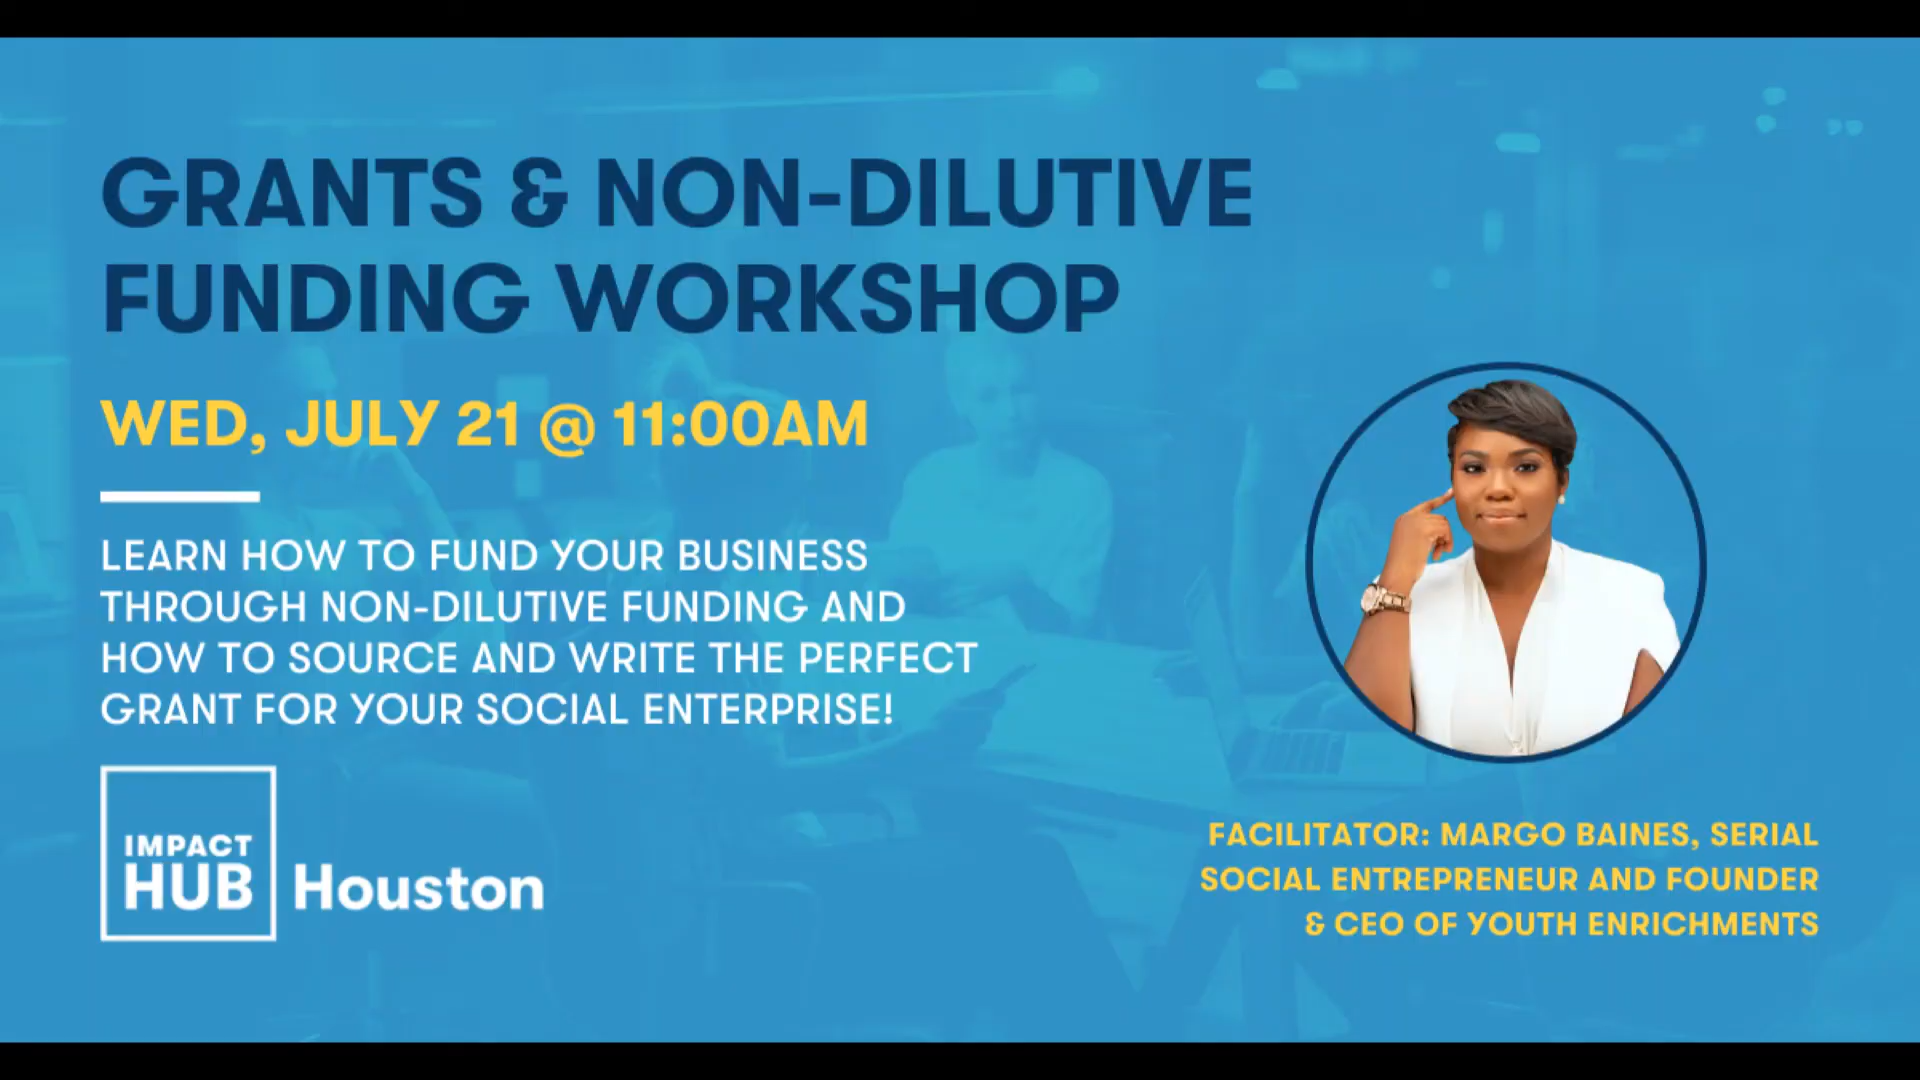 GRANTS & NON-DILUTIVE
FUNDING WORKSHOP
WED, JULY 21 @ 11:00AM
LEARN HOW TO FUND YOUR BUSINESS
THROUGH NON-DILUTIVE FUNDING AND
HOW TO SOURCE AND WRITE THE PERFECT
GRANT FOR YOUR SOCIAL ENTERPRISE!
IMPACT
HUB Houston
FACILITATOR: MARGO BAINES, SERIAL
SOCIAL ENTREPRENEUR AND FOUNDER
& CEO OF YOUTH ENRICHMENTS